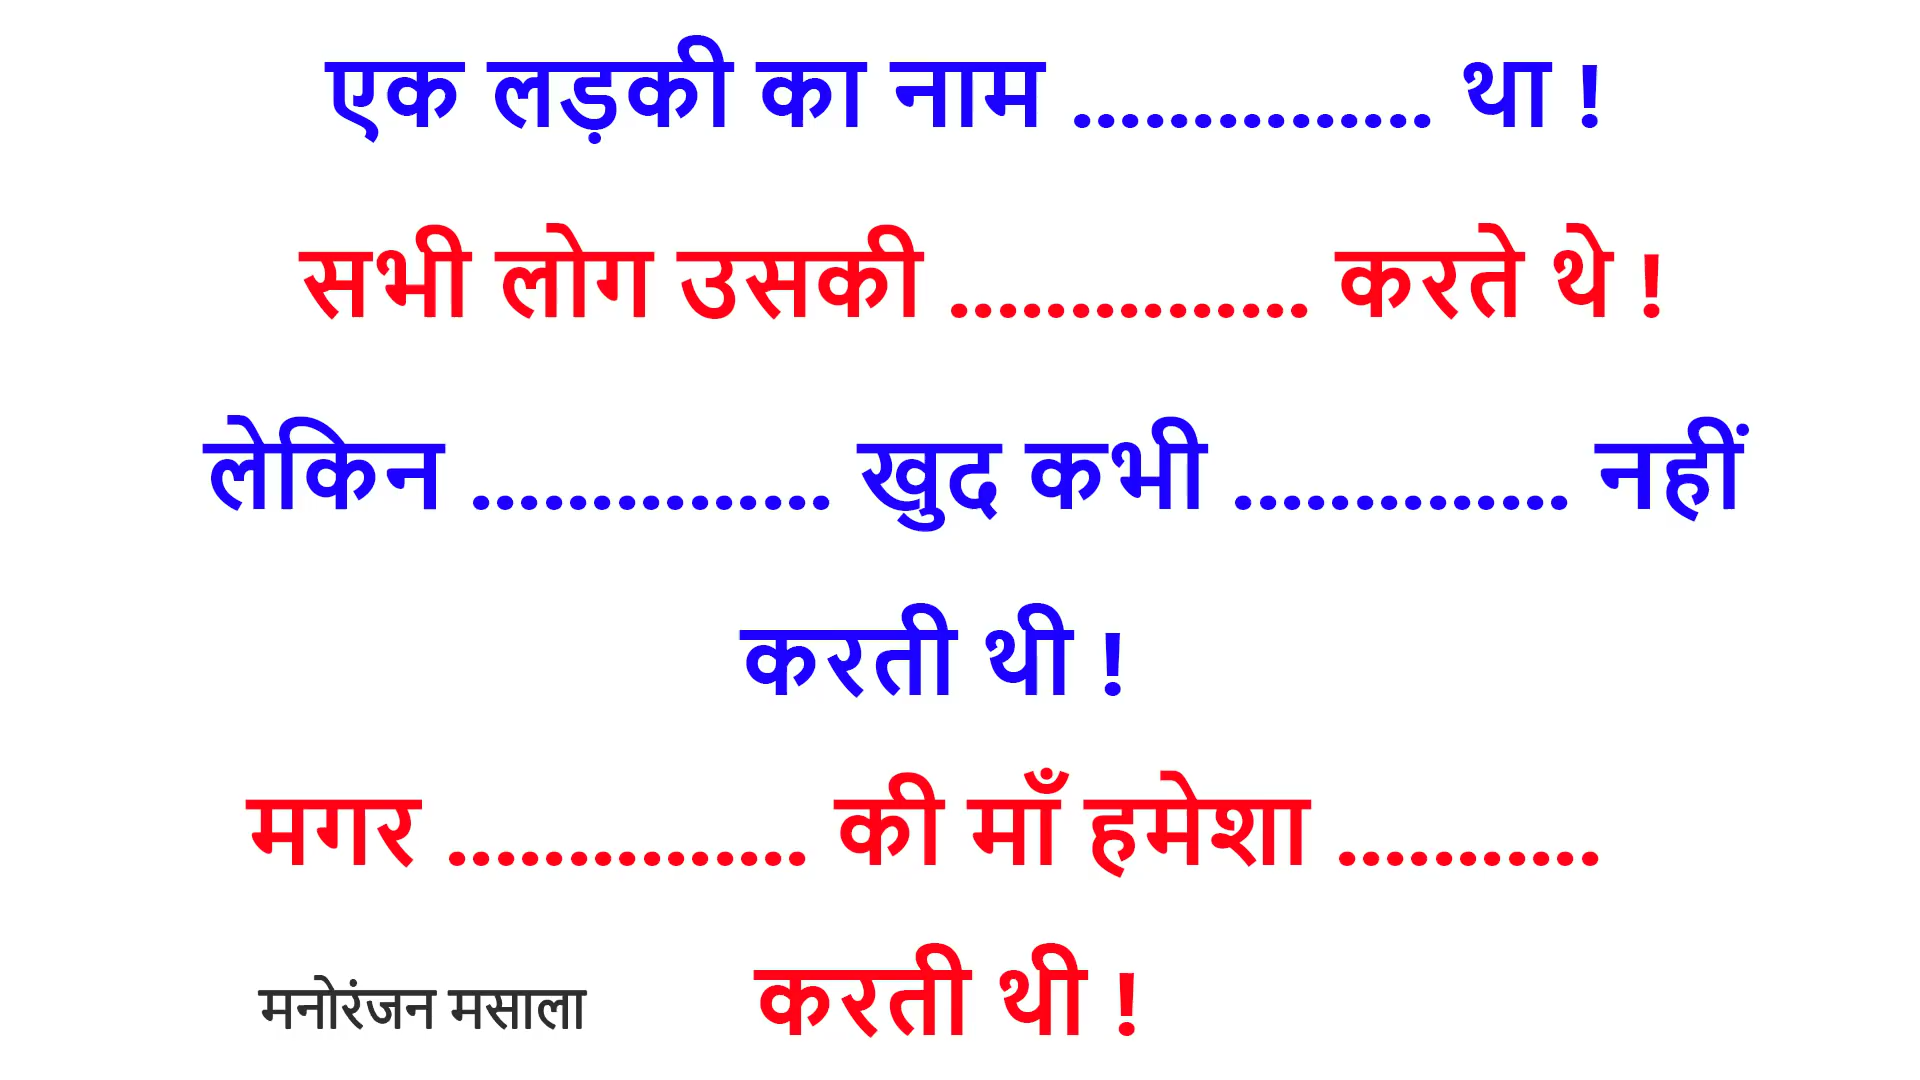 एक लड़की का नाम ............... था !
सभी लोग उसकी ............... करते थे !
लेकिन ............... खुद कभी .............. नहीं
करती थी !
मगर ............... की माँ हमेशा ...........
करती थी !
मनोरंजन मसाला